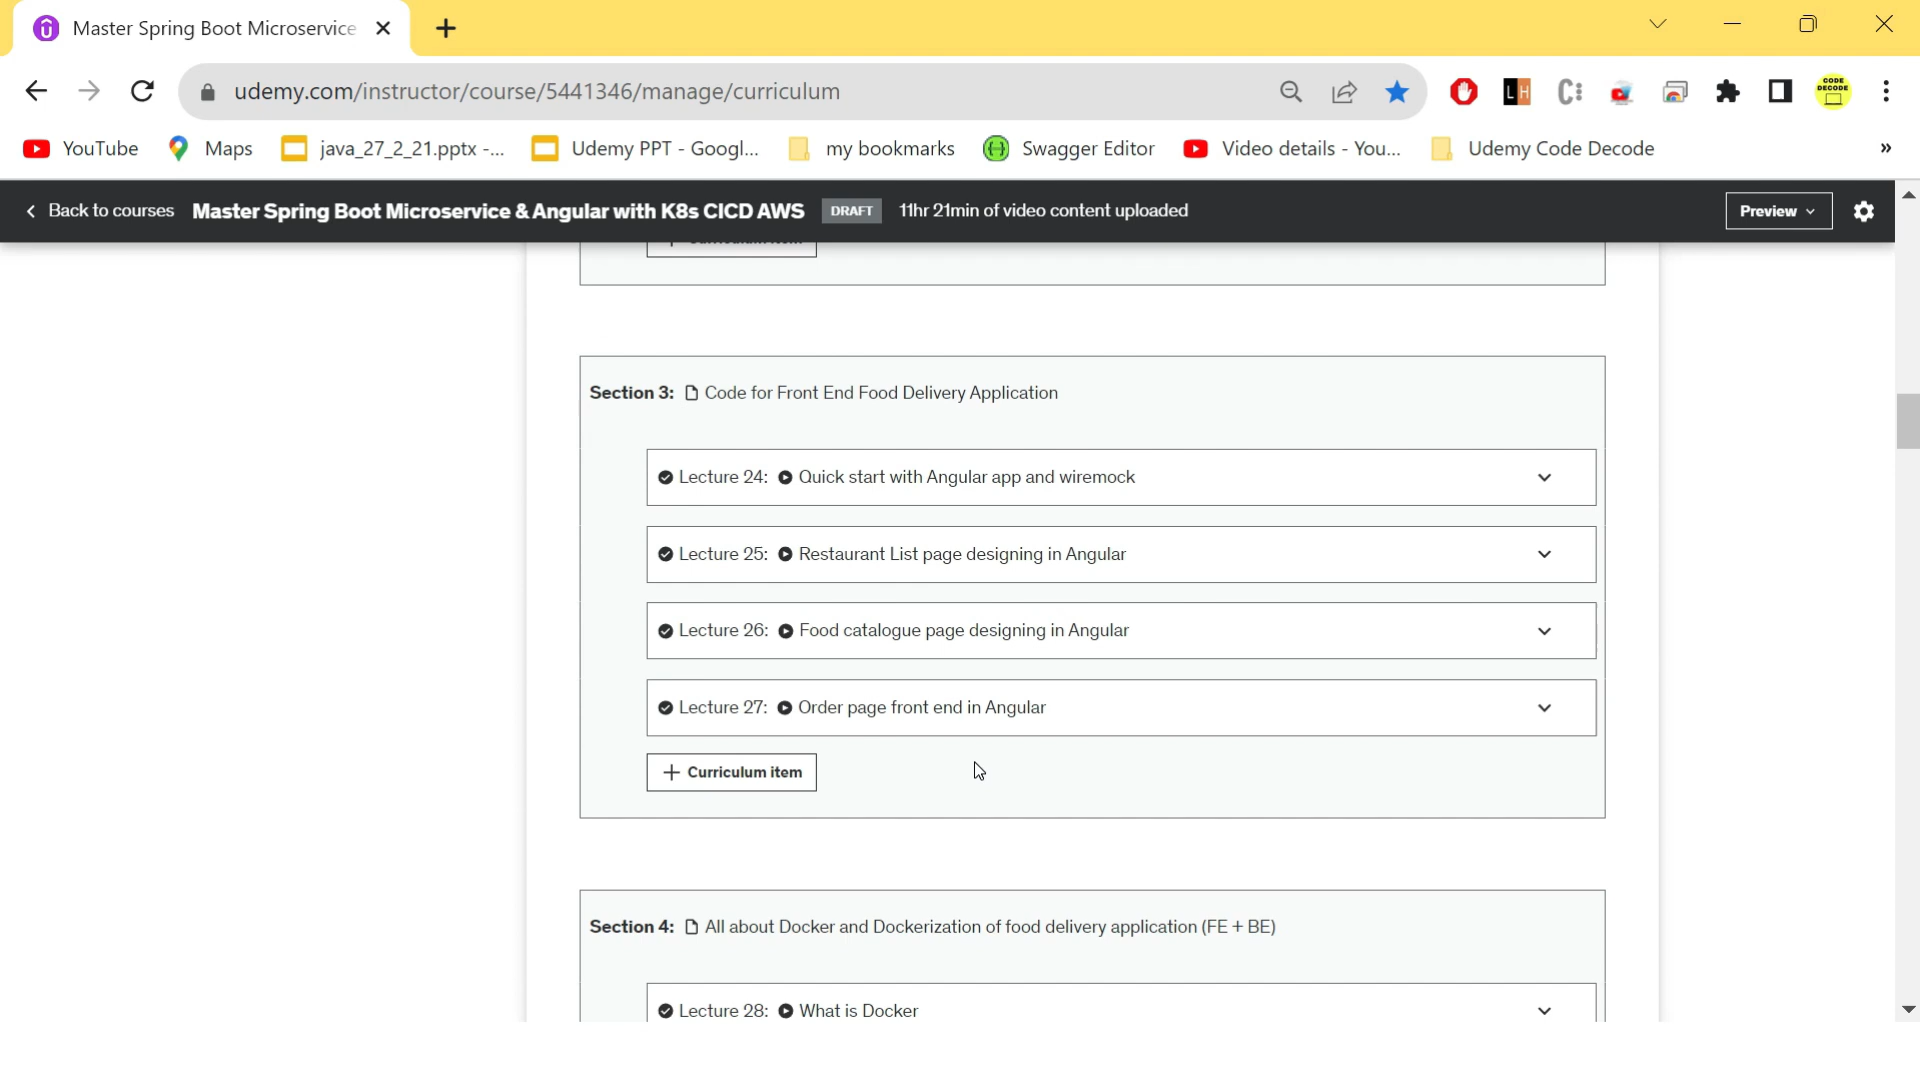 Master Spring Boot Microservice
udemy.com/instructor/course/5441346/manage/curriculum
CODE DECODE
YouTube Maps java_27_2_21.pptx -... Udemy PPT - Googl... my bookmarks Swagger Editor Video details - You... Udemy Code Decode »
Back to courses Master Spring Boot Microservice & Angular with K8s CICD AWS DRAFT 11hr 21min of video content uploaded Preview
Section 3: Code for Front End Food Delivery Application
Lecture 24: Quick start with Angular app and wiremock
Lecture 25: Restaurant List page designing in Angular
Lecture 26: Food catalogue page designing in Angular
Lecture 27: Order page front end in Angular
+ Curriculum item
Section 4: All about Docker and Dockerization of food delivery application (FE + BE)
Lecture 28: What is Docker